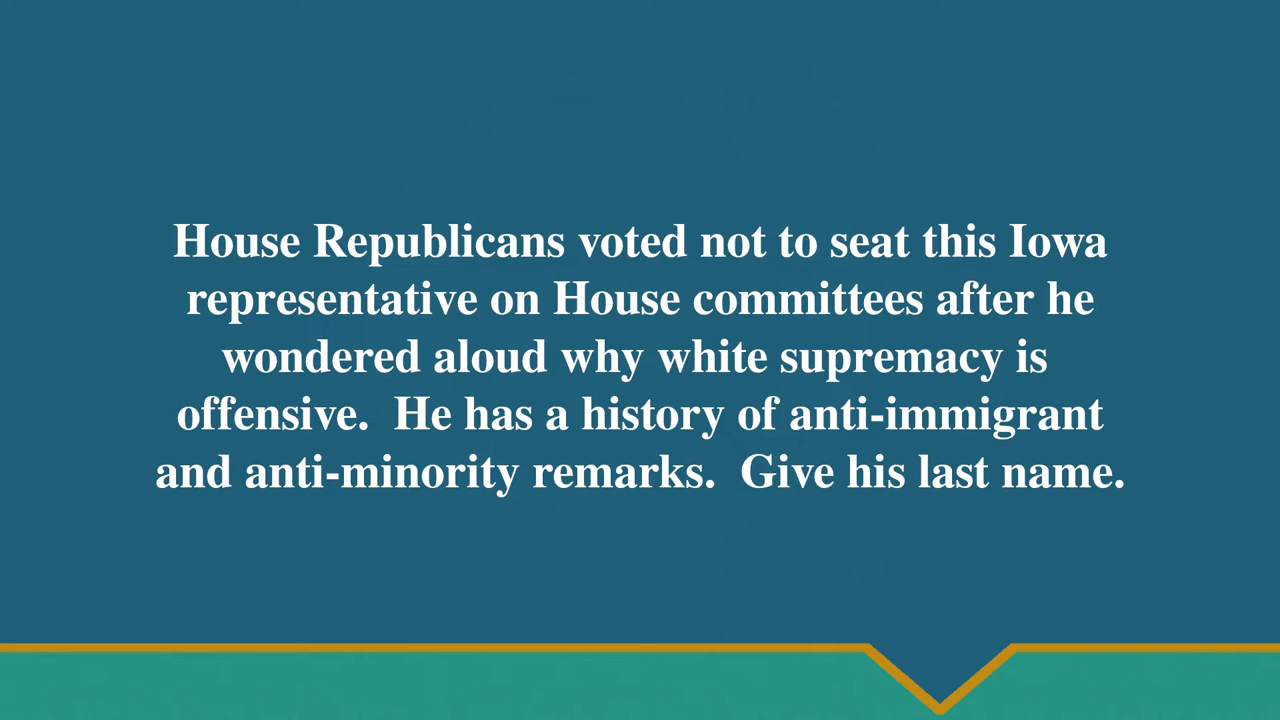 House Republicans voted not to seat this Iowa
representative on House committees after he
wondered aloud why white supremacy is
offensive.  He has a history of anti-immigrant
and anti-minority remarks.  Give his last name.